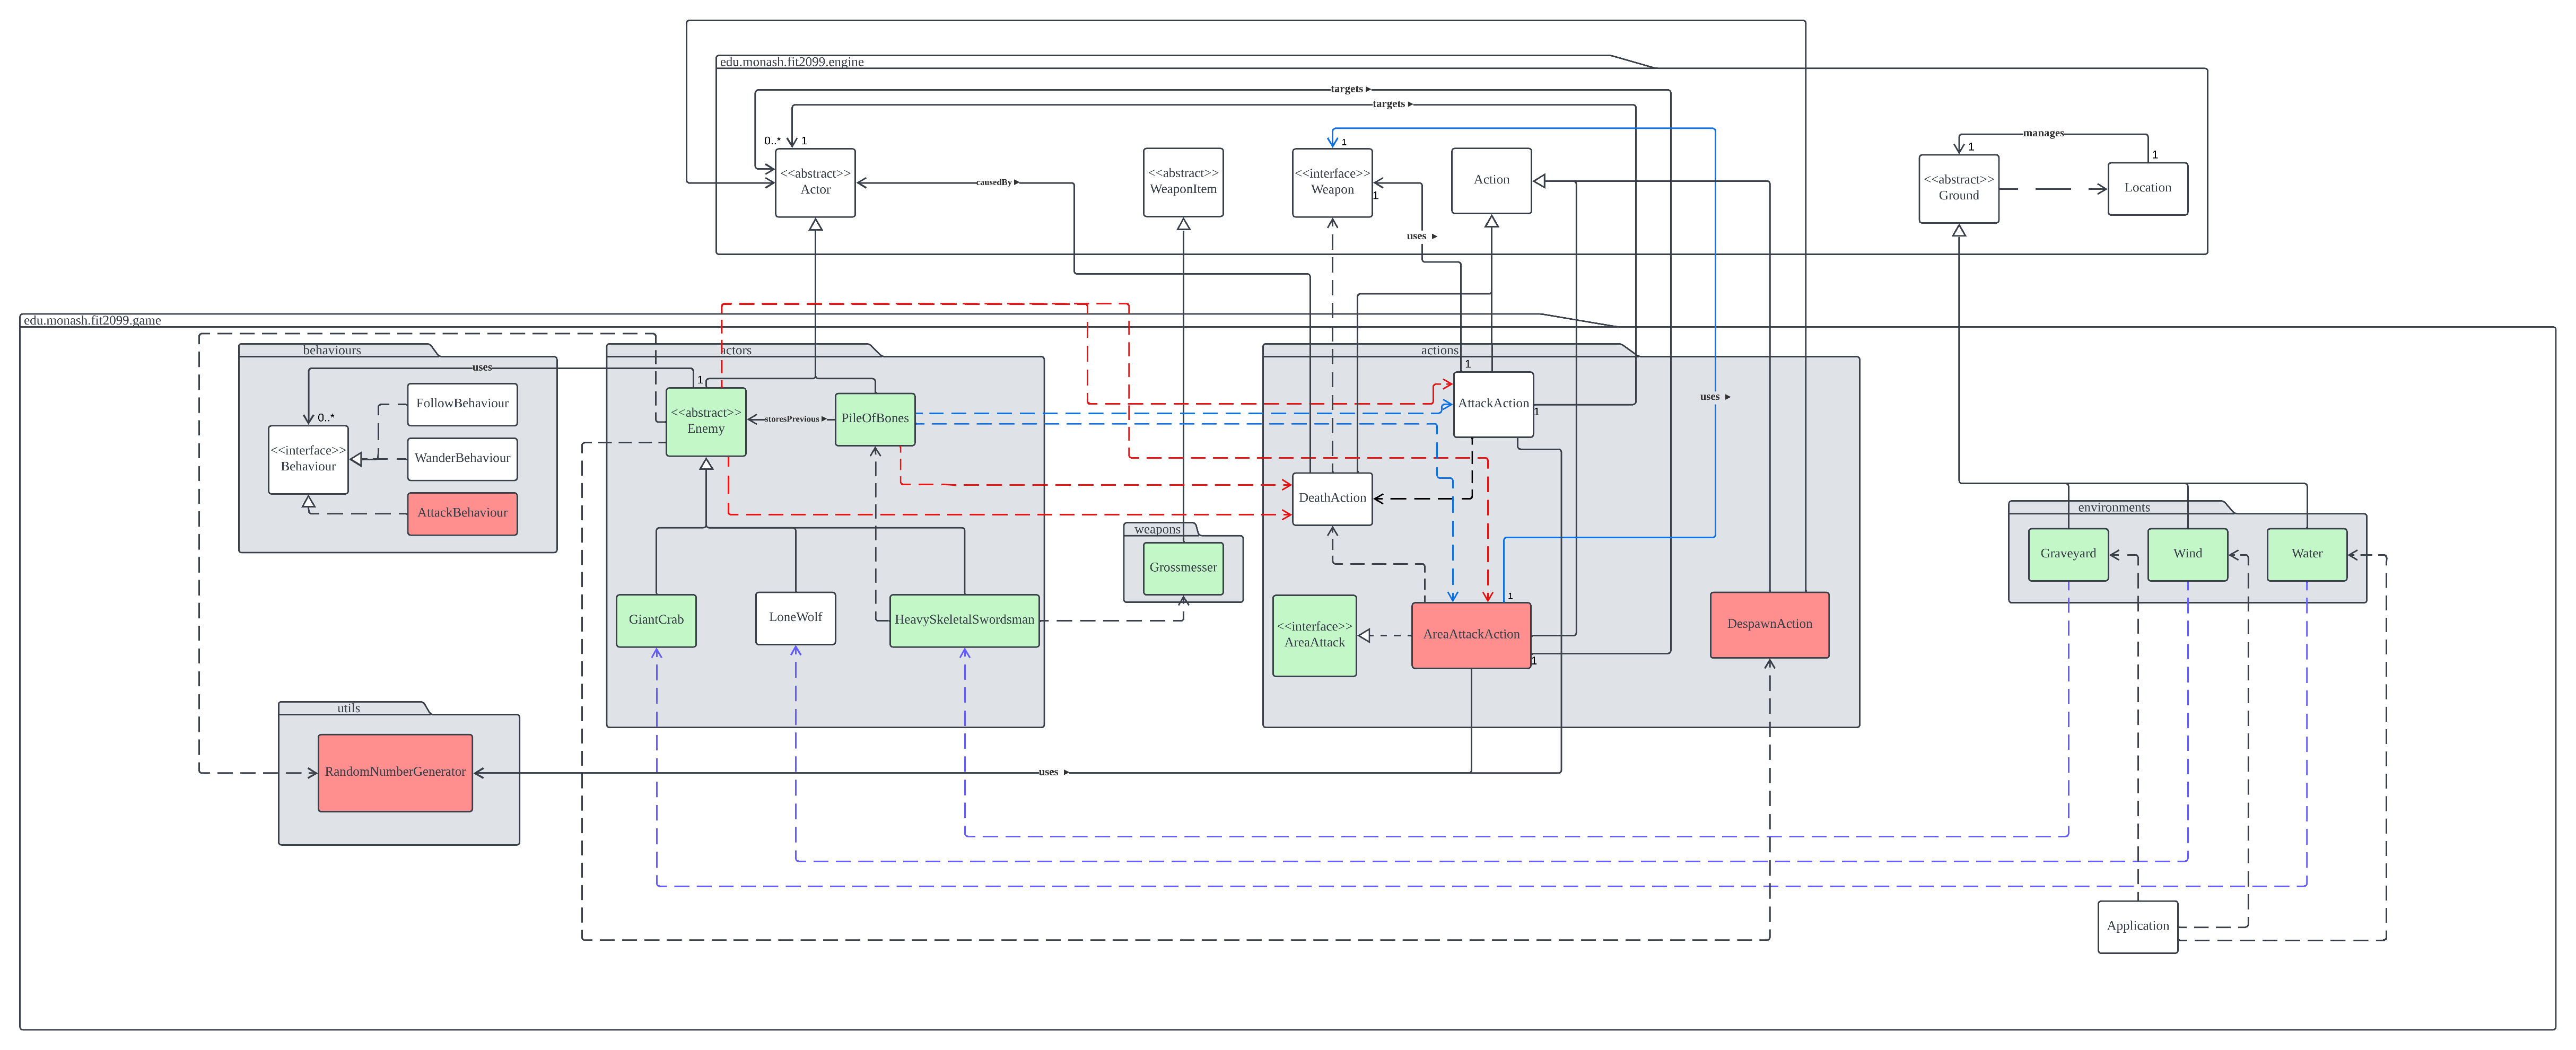 edu.monash.fit2099.engine
targets ▸
targets ▸
0..*
1
1
manages
1
1
<<abstract>>
Actor
causedBy ▸
<<abstract>>
WeaponItem
<<interface>>
Weapon
1
Action
<<abstract>>
Ground
Location
uses ▸
edu.monash.fit2099.game
behaviours
actors
actions
uses
1
1
uses ▸
0..*
FollowBehaviour
<<interface>>
Behaviour
WanderBehaviour
AttackBehaviour
<<abstract>>
Enemy
storesPrevious ▸
PileOfBones
AttackAction
1
DeathAction
weapons
Grossmesser
environments
Graveyard
Wind
Water
GiantCrab
LoneWolf
HeavySkeletalSwordsman
<<interface>>
AreaAttack
1
AreaAttackAction
1
DespawnAction
utils
RandomNumberGenerator
uses ▸
Application